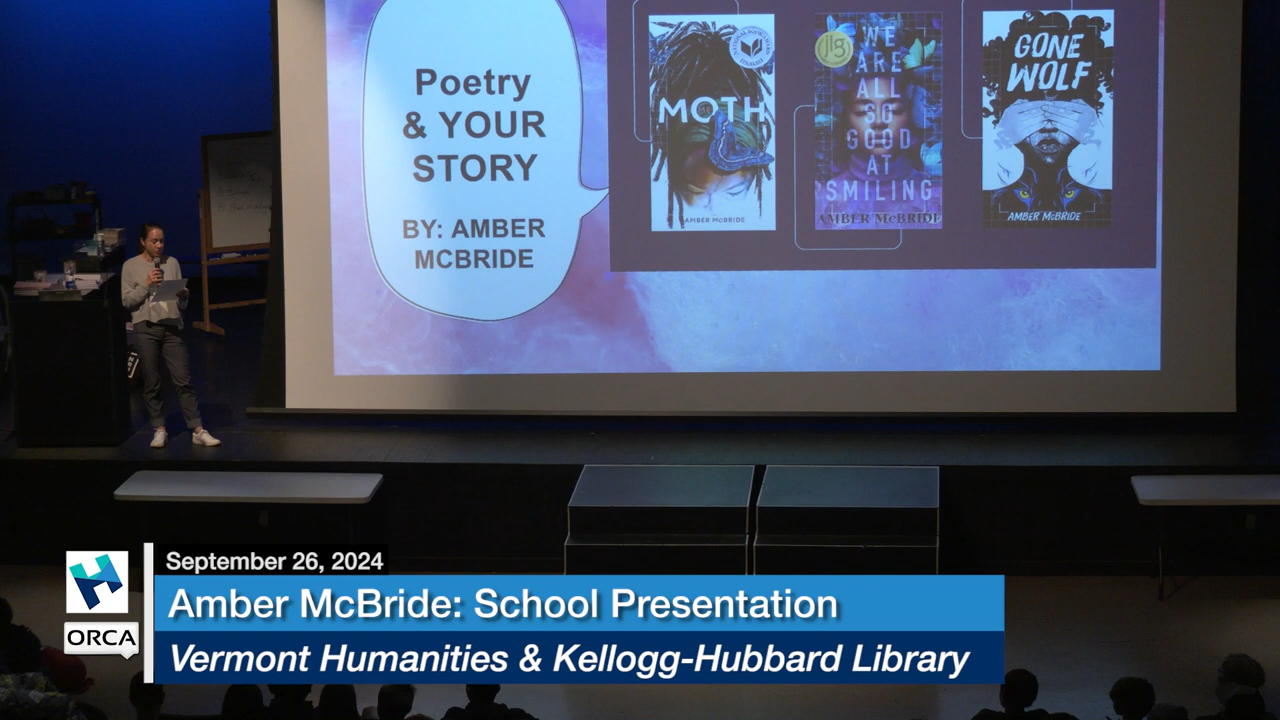 Poetry
& YOUR
STORY
BY: AMBER
MCBRIDE
MOTH
AMBER McBRIDE
WE
ARE
ALL
SO
GOOD
AT
SMILING
AMBER McBRIDE
GONE
WOLF
AMBER McBRIDE
September 26, 2024
Amber McBride: School Presentation
ORCA
Vermont Humanities & Kellogg-Hubbard Library